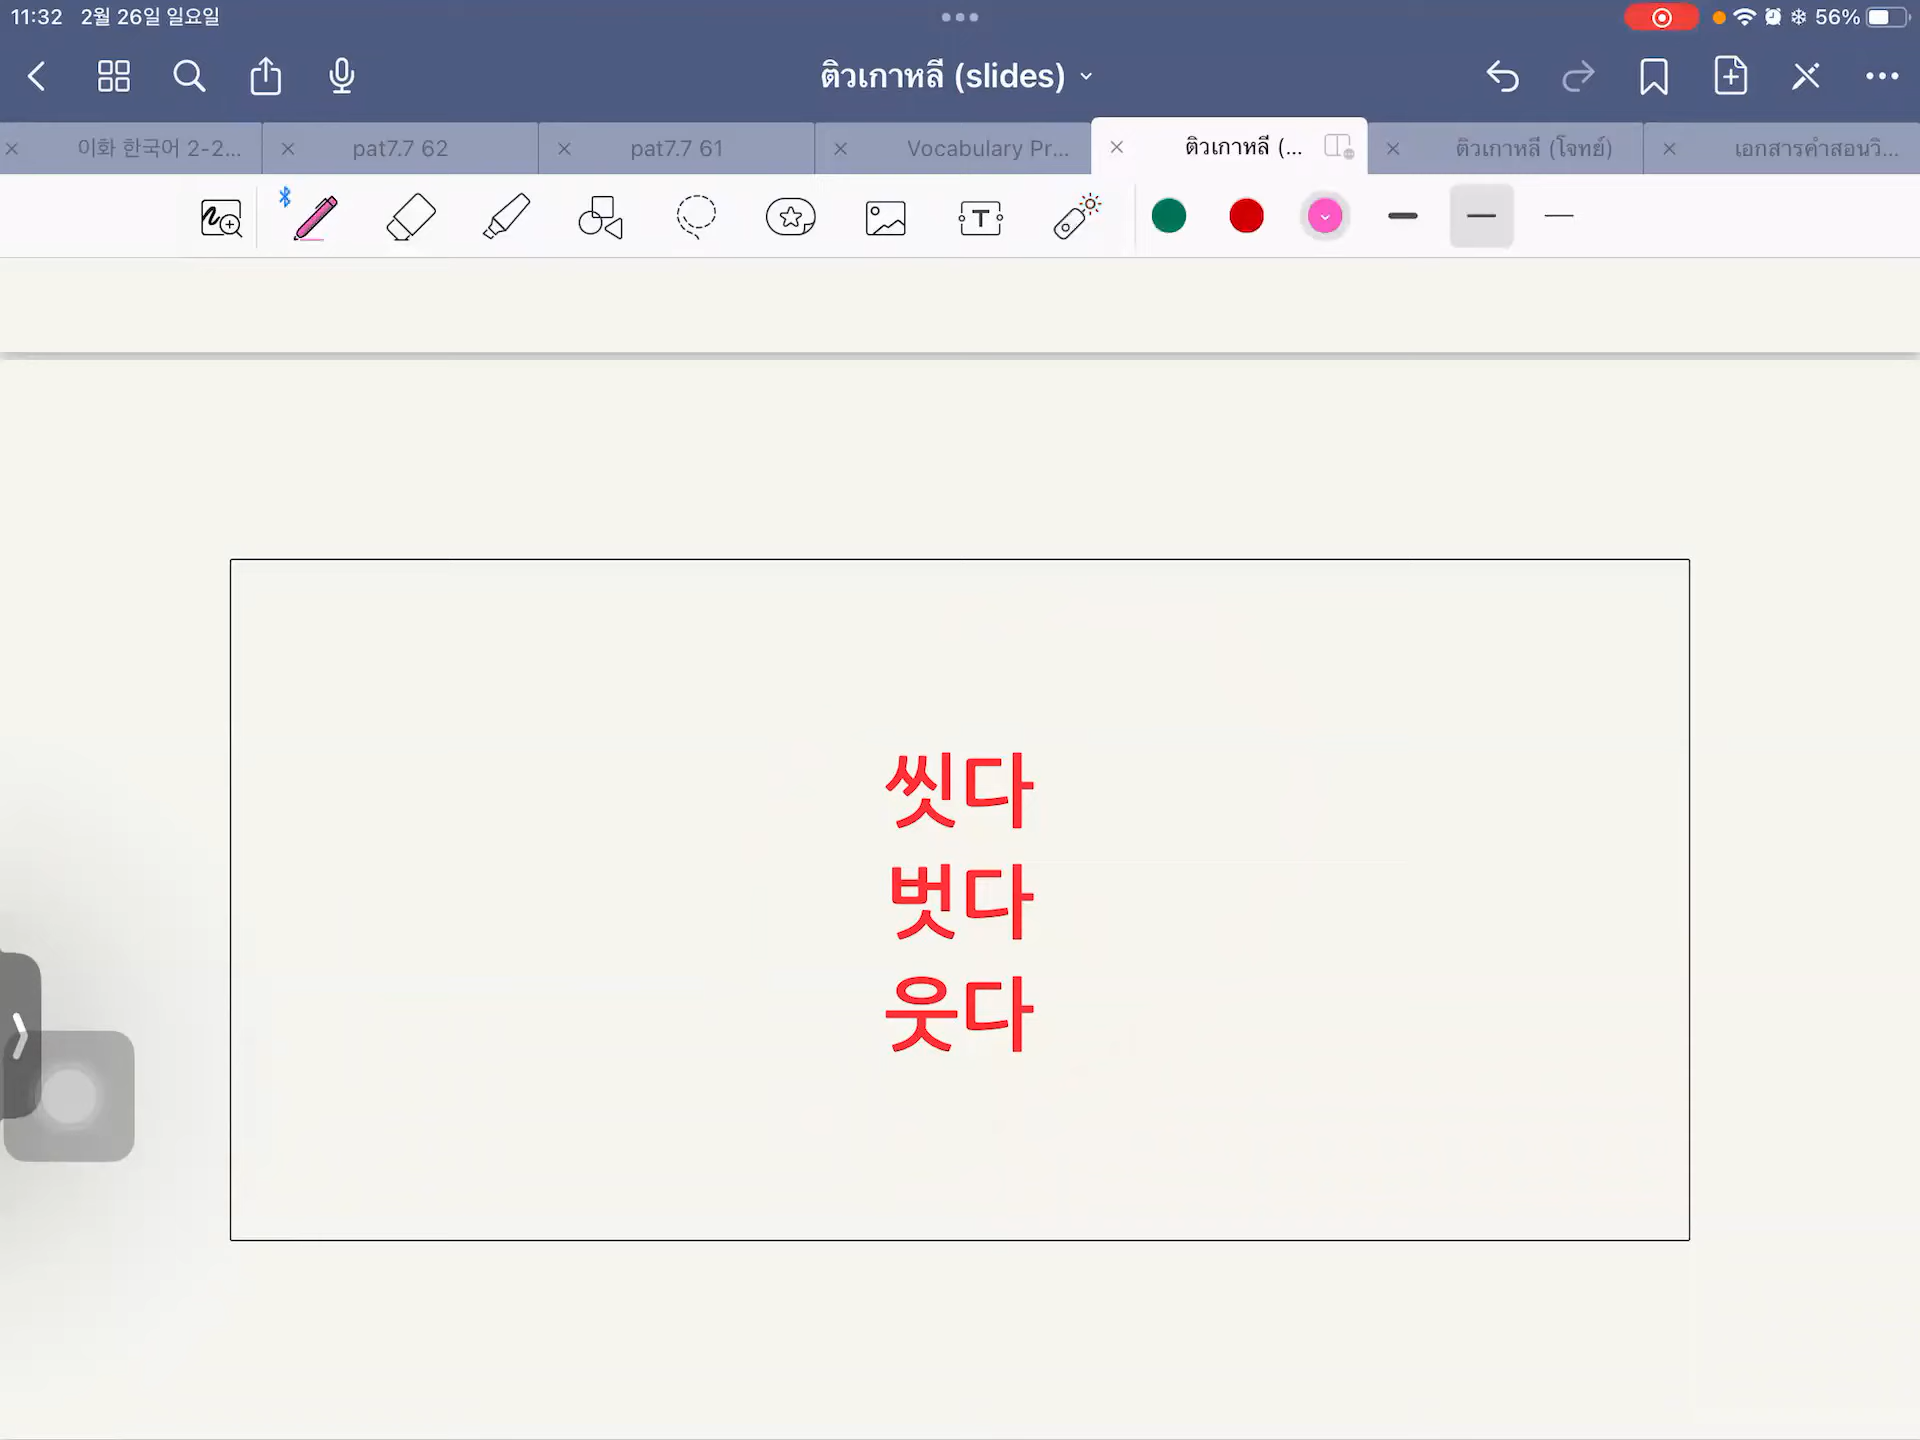 11:32 2월 26일 일요일
56%
ติวเกาหลี (slides)
이화 한국어 2-2...
pat7.7 62
pat7.7 61
Vocabulary Pr...
ติวเกาหลี (...
ติวเกาหลี (โจทย์)
เอกสารคำสอนวิ...
T
씻다
벗다
웃다